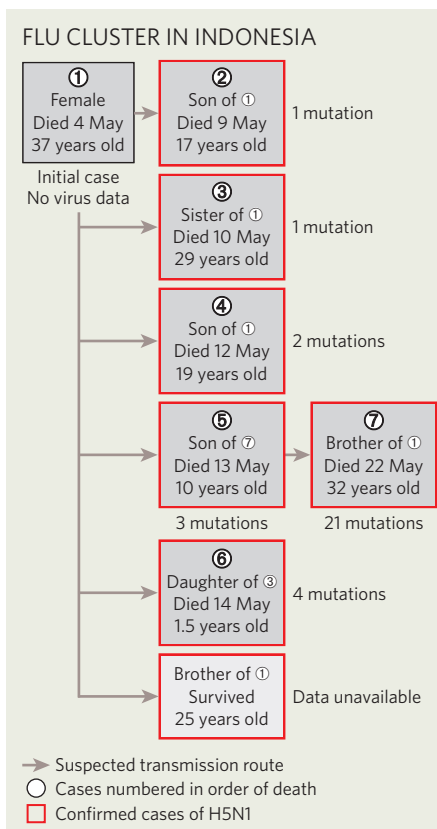 FLU CLUSTER IN INDONESIA
①
Female
Died 4 May
37 years old
Initial case
No virus data
②
Son of ①
Died 9 May
17 years old
1 mutation
③
Sister of ①
Died 10 May
29 years old
1 mutation
④
Son of ①
Died 12 May
19 years old
2 mutations
⑤
Son of ⑦
Died 13 May
10 years old
3 mutations
⑦
Brother of ①
Died 22 May
32 years old
21 mutations
⑥
Daughter of ③
Died 14 May
1.5 years old
4 mutations
Brother of ①
Survived
25 years old
Data unavailable
Suspected transmission route
Cases numbered in order of death
Confirmed cases of H5N1